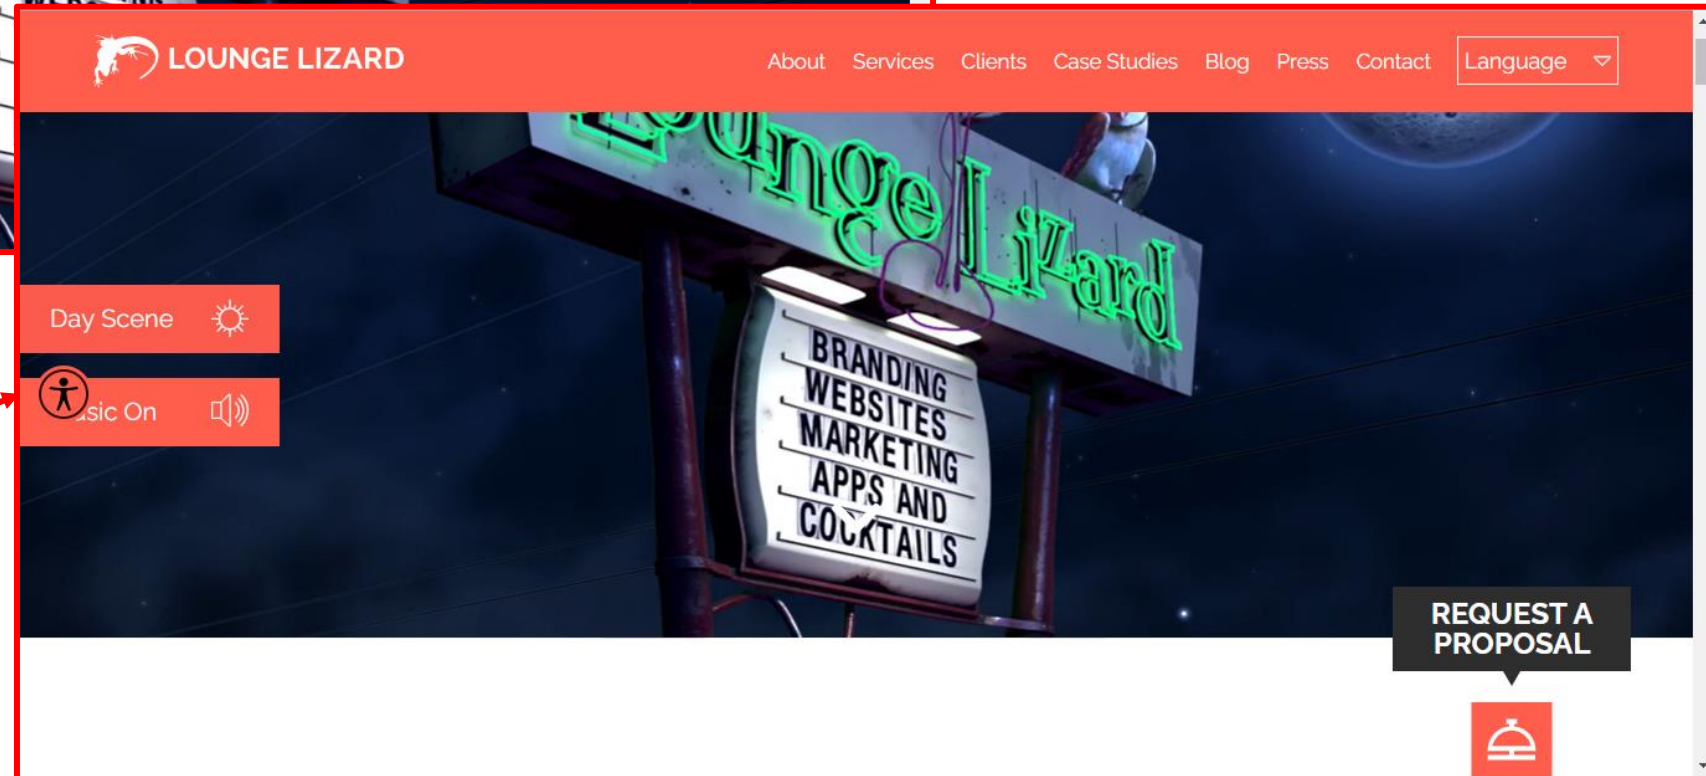 LOUNGE LIZARD
About Services Clients Case Studies Blog Press Contact Language
Lounge Lizard
Day Scene
sic On
BRANDING
WEBSITES
MARKETING
APPS AND
COCKTAILS
REQUEST A
PROPOSAL